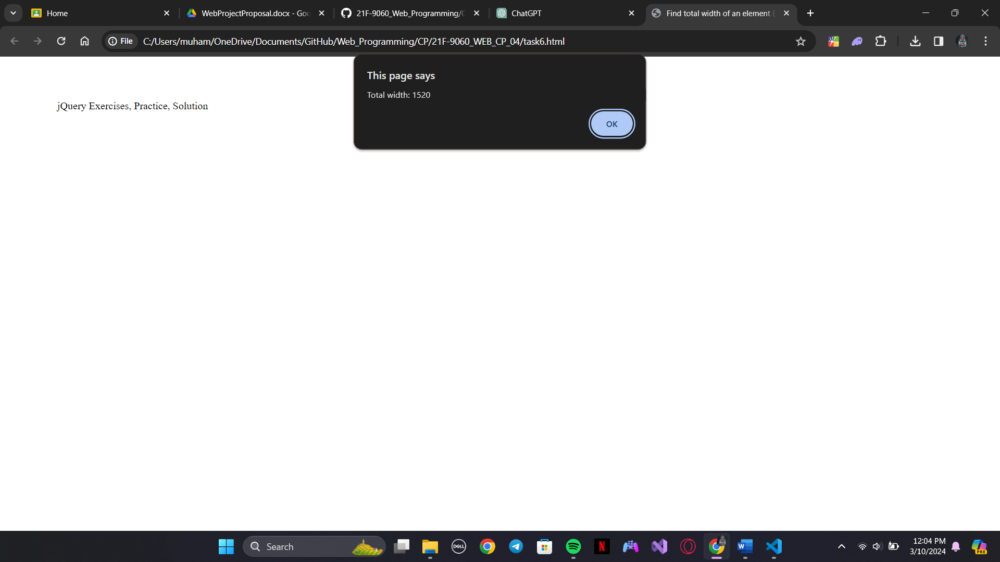 Home
WebProjectProposal.docx - Goo
21F-9060_Web_Programming/C
ChatGPT
Find total width of an element (
File
C:/Users/muham/OneDrive/Documents/GitHub/Web_Programming/CP/21F-9060_WEB_CP_04/task6.html
This page says
Total width: 1520
OK
jQuery Exercises, Practice, Solution
Search
DELL
N
W
12:04 PM
3/10/2024
PRE